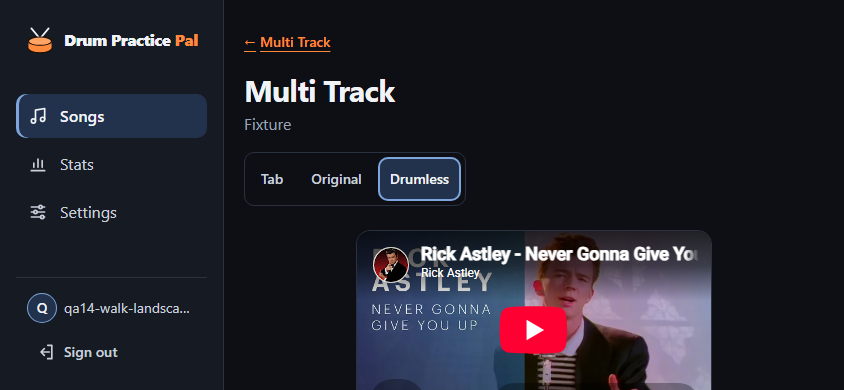 Drum Practice Pal
Songs
Stats
Settings
Q
qa14-walk-landsca...
Sign out
← Multi Track
Multi Track
Fixture
Tab
Original
Drumless
Rick Astley - Never Gonna Give You
Rick Astley
ASTLEY
NEVER GONNA
GIVE YOU UP